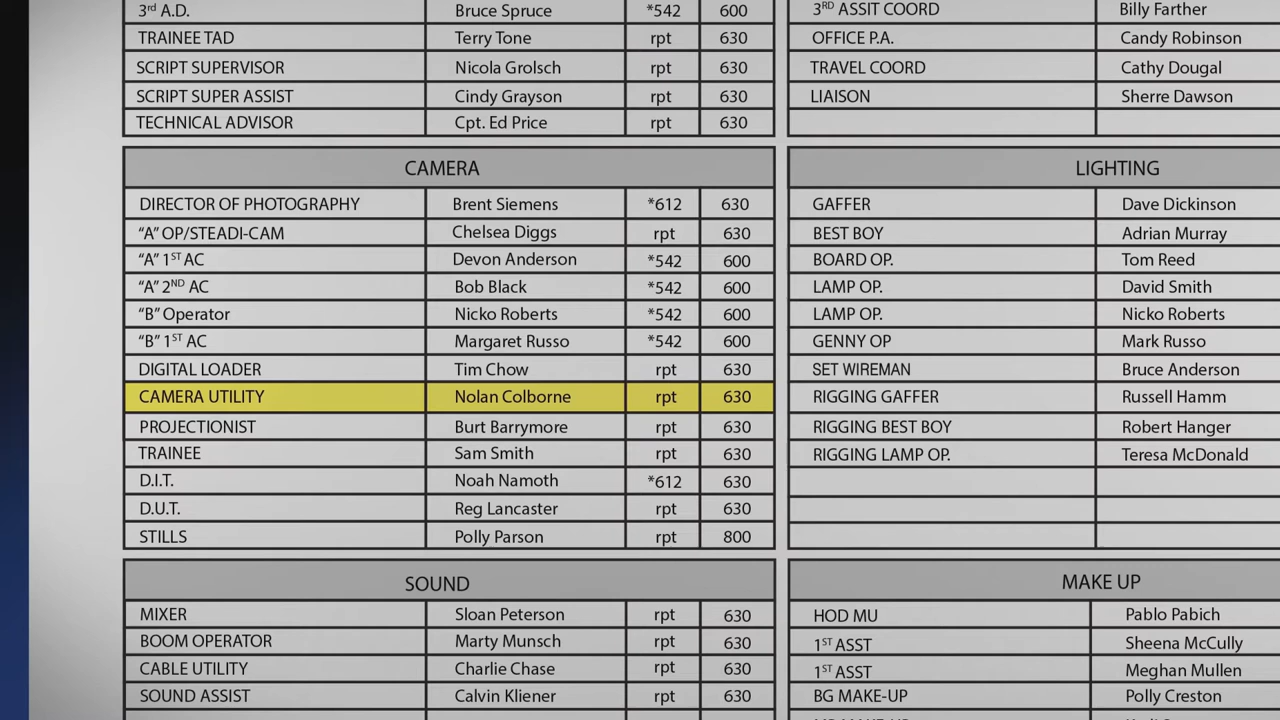 3rd A.D. Bruce Spruce *542 600
TRAINEE TAD Terry Tone rpt 630
SCRIPT SUPERVISOR Nicola Grolsch rpt 630
SCRIPT SUPER ASSIST Cindy Grayson rpt 630
TECHNICAL ADVISOR Cpt. Ed Price rpt 630
3RD ASSIT COORD Billy Farther
OFFICE P.A. Candy Robinson
TRAVEL COORD Cathy Dougal
LIAISON Sherre Dawson
CAMERA
DIRECTOR OF PHOTOGRAPHY Brent Siemens *612 630
“A” OP/STEADI-CAM Chelsea Diggs rpt 630
“A” 1ST AC Devon Anderson *542 600
“A” 2ND AC Bob Black *542 600
“B” Operator Nicko Roberts *542 600
“B” 1ST AC Margaret Russo *542 600
DIGITAL LOADER Tim Chow rpt 630
CAMERA UTILITY Nolan Colborne rpt 630
PROJECTIONIST Burt Barrymore rpt 630
TRAINEE Sam Smith rpt 630
D.I.T. Noah Namoth *612 630
D.U.T. Reg Lancaster rpt 630
STILLS Polly Parson rpt 800
LIGHTING
GAFFER Dave Dickinson
BEST BOY Adrian Murray
BOARD OP. Tom Reed
LAMP OP. David Smith
LAMP OP. Nicko Roberts
GENNY OP Mark Russo
SET WIREMAN Bruce Anderson
RIGGING GAFFER Russell Hamm
RIGGING BEST BOY Robert Hanger
RIGGING LAMP OP. Teresa McDonald
SOUND
MIXER Sloan Peterson rpt 630
BOOM OPERATOR Marty Munsch rpt 630
CABLE UTILITY Charlie Chase rpt 630
SOUND ASSIST Calvin Kliener rpt 630
MAKE UP
HOD MU Pablo Pabich
1ST ASST Sheena McCully
1ST ASST Meghan Mullen
BG MAKE-UP Polly Creston